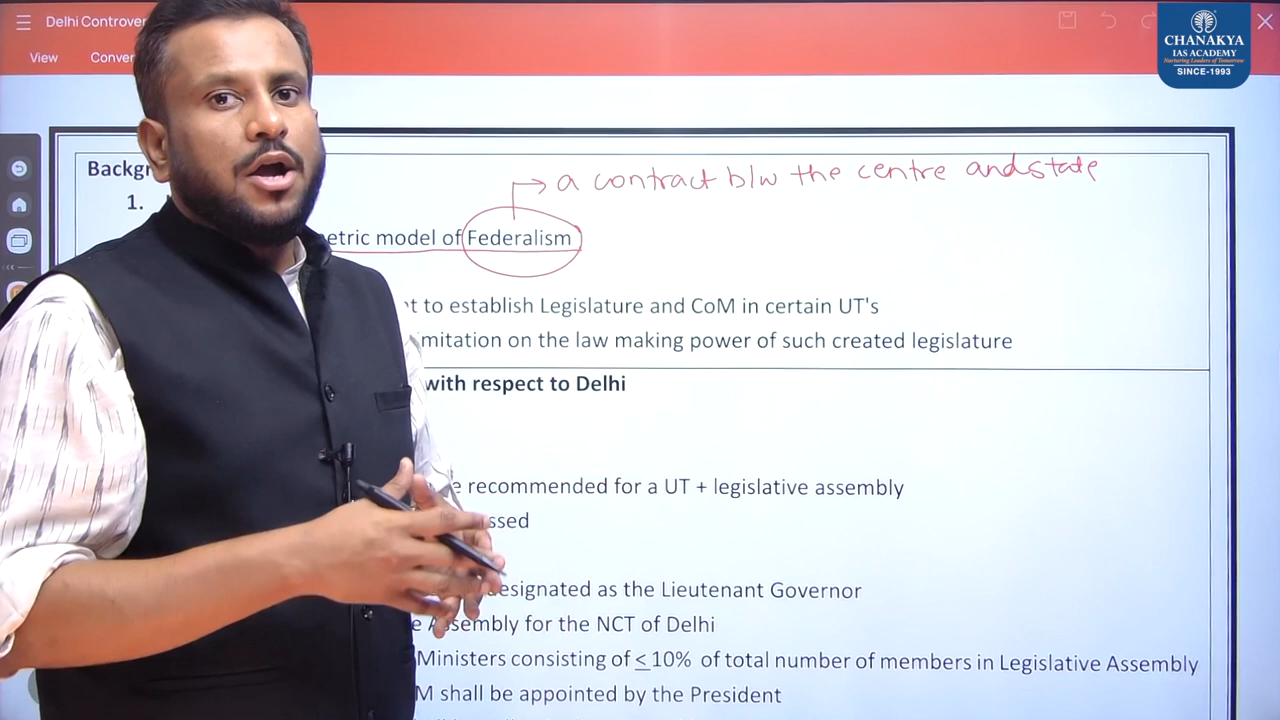 Delhi Controver
View Conver
CHANAKYA
IAS ACADEMY
Nurturing Leaders of Tomorrow
SINCE-1993
Backgr
a contract b/w the centre and state
1.
etric model of Federalism
t to establish Legislature and CoM in certain UT's
mitation on the law making power of such created legislature
with respect to Delhi
e recommended for a UT + legislative assembly
ssed
designated as the Lieutenant Governor
e Assembly for the NCT of Delhi
Ministers consisting of ≤10% of total number of members in Legislative Assembly
M shall be appointed by the President